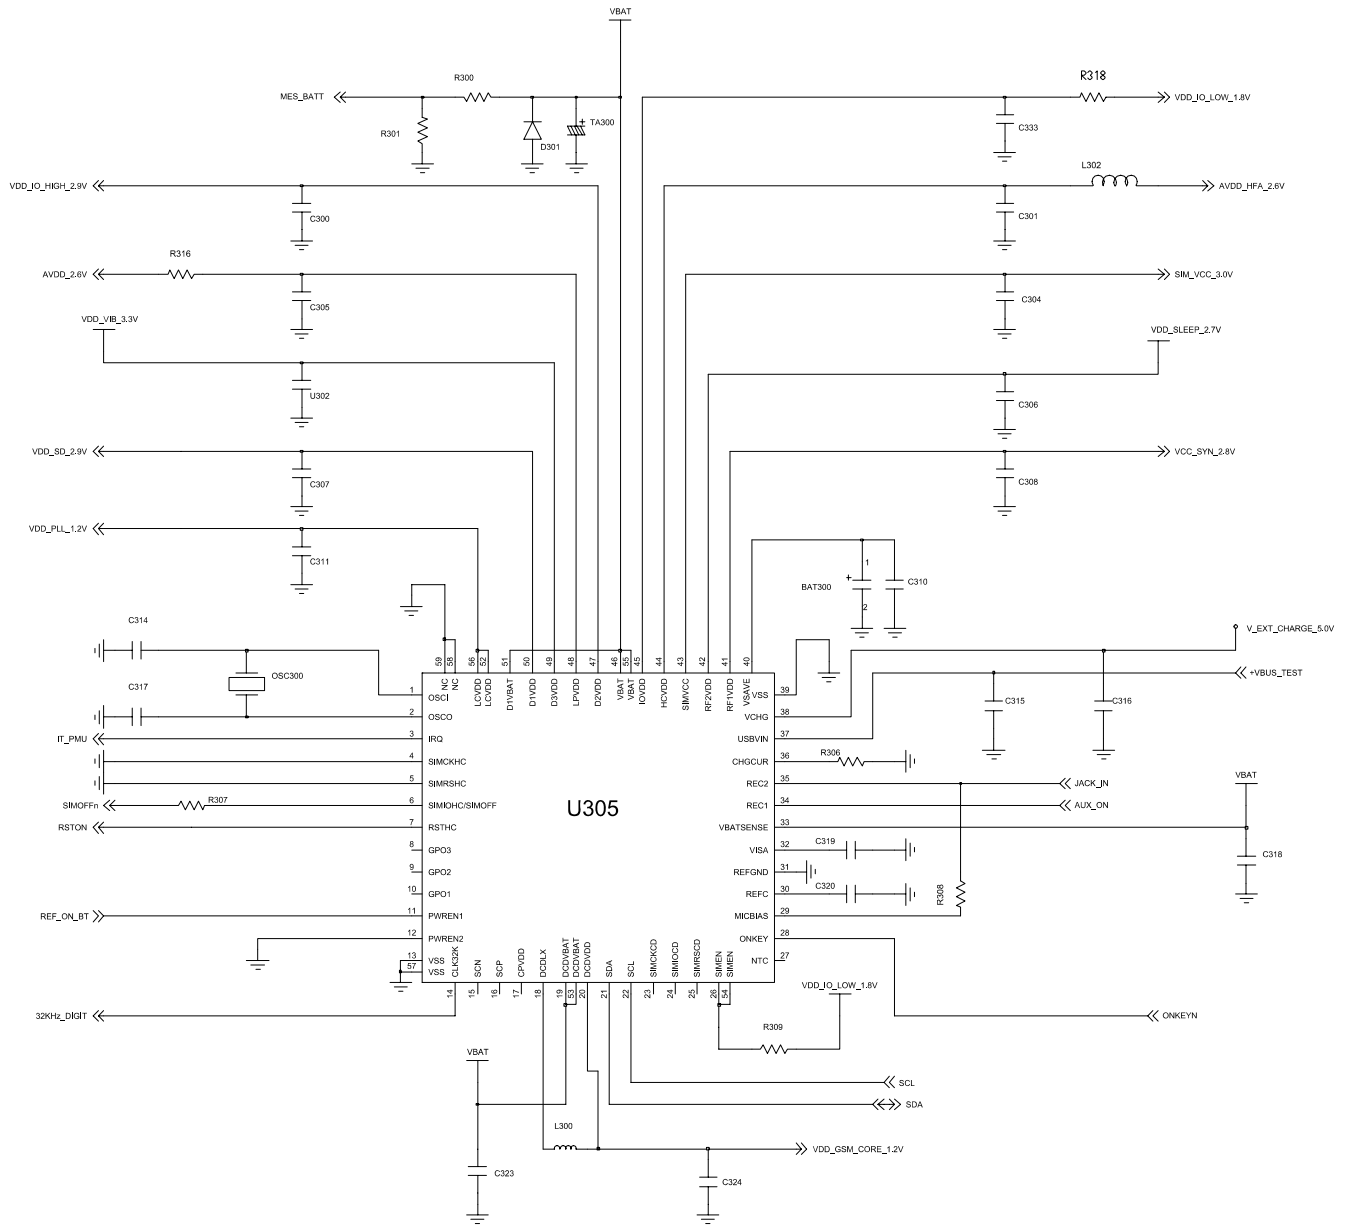 VBAT
R300
R318
MES_BATT
VDD_IO_LOW_1.8V
R301
D301
+ TA300
C333
L302
VDD_IO_HIGH_2.9V
AVDD_HFA_2.6V
C300
C301
R316
AVDD_2.6V
SIM_VCC_3.0V
C305
C304
VDD_VIB_3.3V
VDD_SLEEP_2.7V
U302
C306
VDD_SD_2.9V
VCC_SYN_2.8V
C307
C308
VDD_PLL_1.2V
C311
1
+
BAT300
2
C310
C314
V_EXT_CHARGE_5.0V
OSC300
C317
+VBUS_TEST
C315
C316
59 58 56 52 51 50 49 48 47 46 55 45 44 43 42 41 40
NC NC LCVDD LCVDD D1VBAT D1VDD D3VDD LPVDD D2VDD VBAT VBAT IOVDD HCVDD SIMVCC RF2VDD RF1VDD VSAVE
1 OSCI
VSS 39
2 OSCO
VCHG 38
IT_PMU
3 IRQ
USBVIN 37
4 SIMCKHC
CHGCUR 36
R306
5 SIMRSHC
REC2 35
JACK_IN
SIMOFFn
R307
6 SIMIOHC/SIMOFF
REC1 34
AUX_ON
U305
VBAT
RSTON
7 RSTHC
VBATSENSE 33
8 GPO3
VISA 32
C319
C318
9 GPO2
REFGND 31
10 GPO1
REFC 30
C320
R308
REF_ON_BT
11 PWREN1
MICBIAS 29
12 PWREN2
ONKEY 28
13 VSS
NTC 27
57 VSS
CLK32K SCN SCP CPVDD DCDLX DCDVBAT DCDVBAT DCDVDD SDA SCL SIMCKCD SIMIOCD SIMRSCD SIMEN SIMEN
14 15 16 17 18 19 53 20 21 22 23 24 25 26 54
VDD_IO_LOW_1.8V
32KHz_DIGIT
ONKEYN
R309
VBAT
SCL
SDA
L300
VDD_GSM_CORE_1.2V
C323
C324